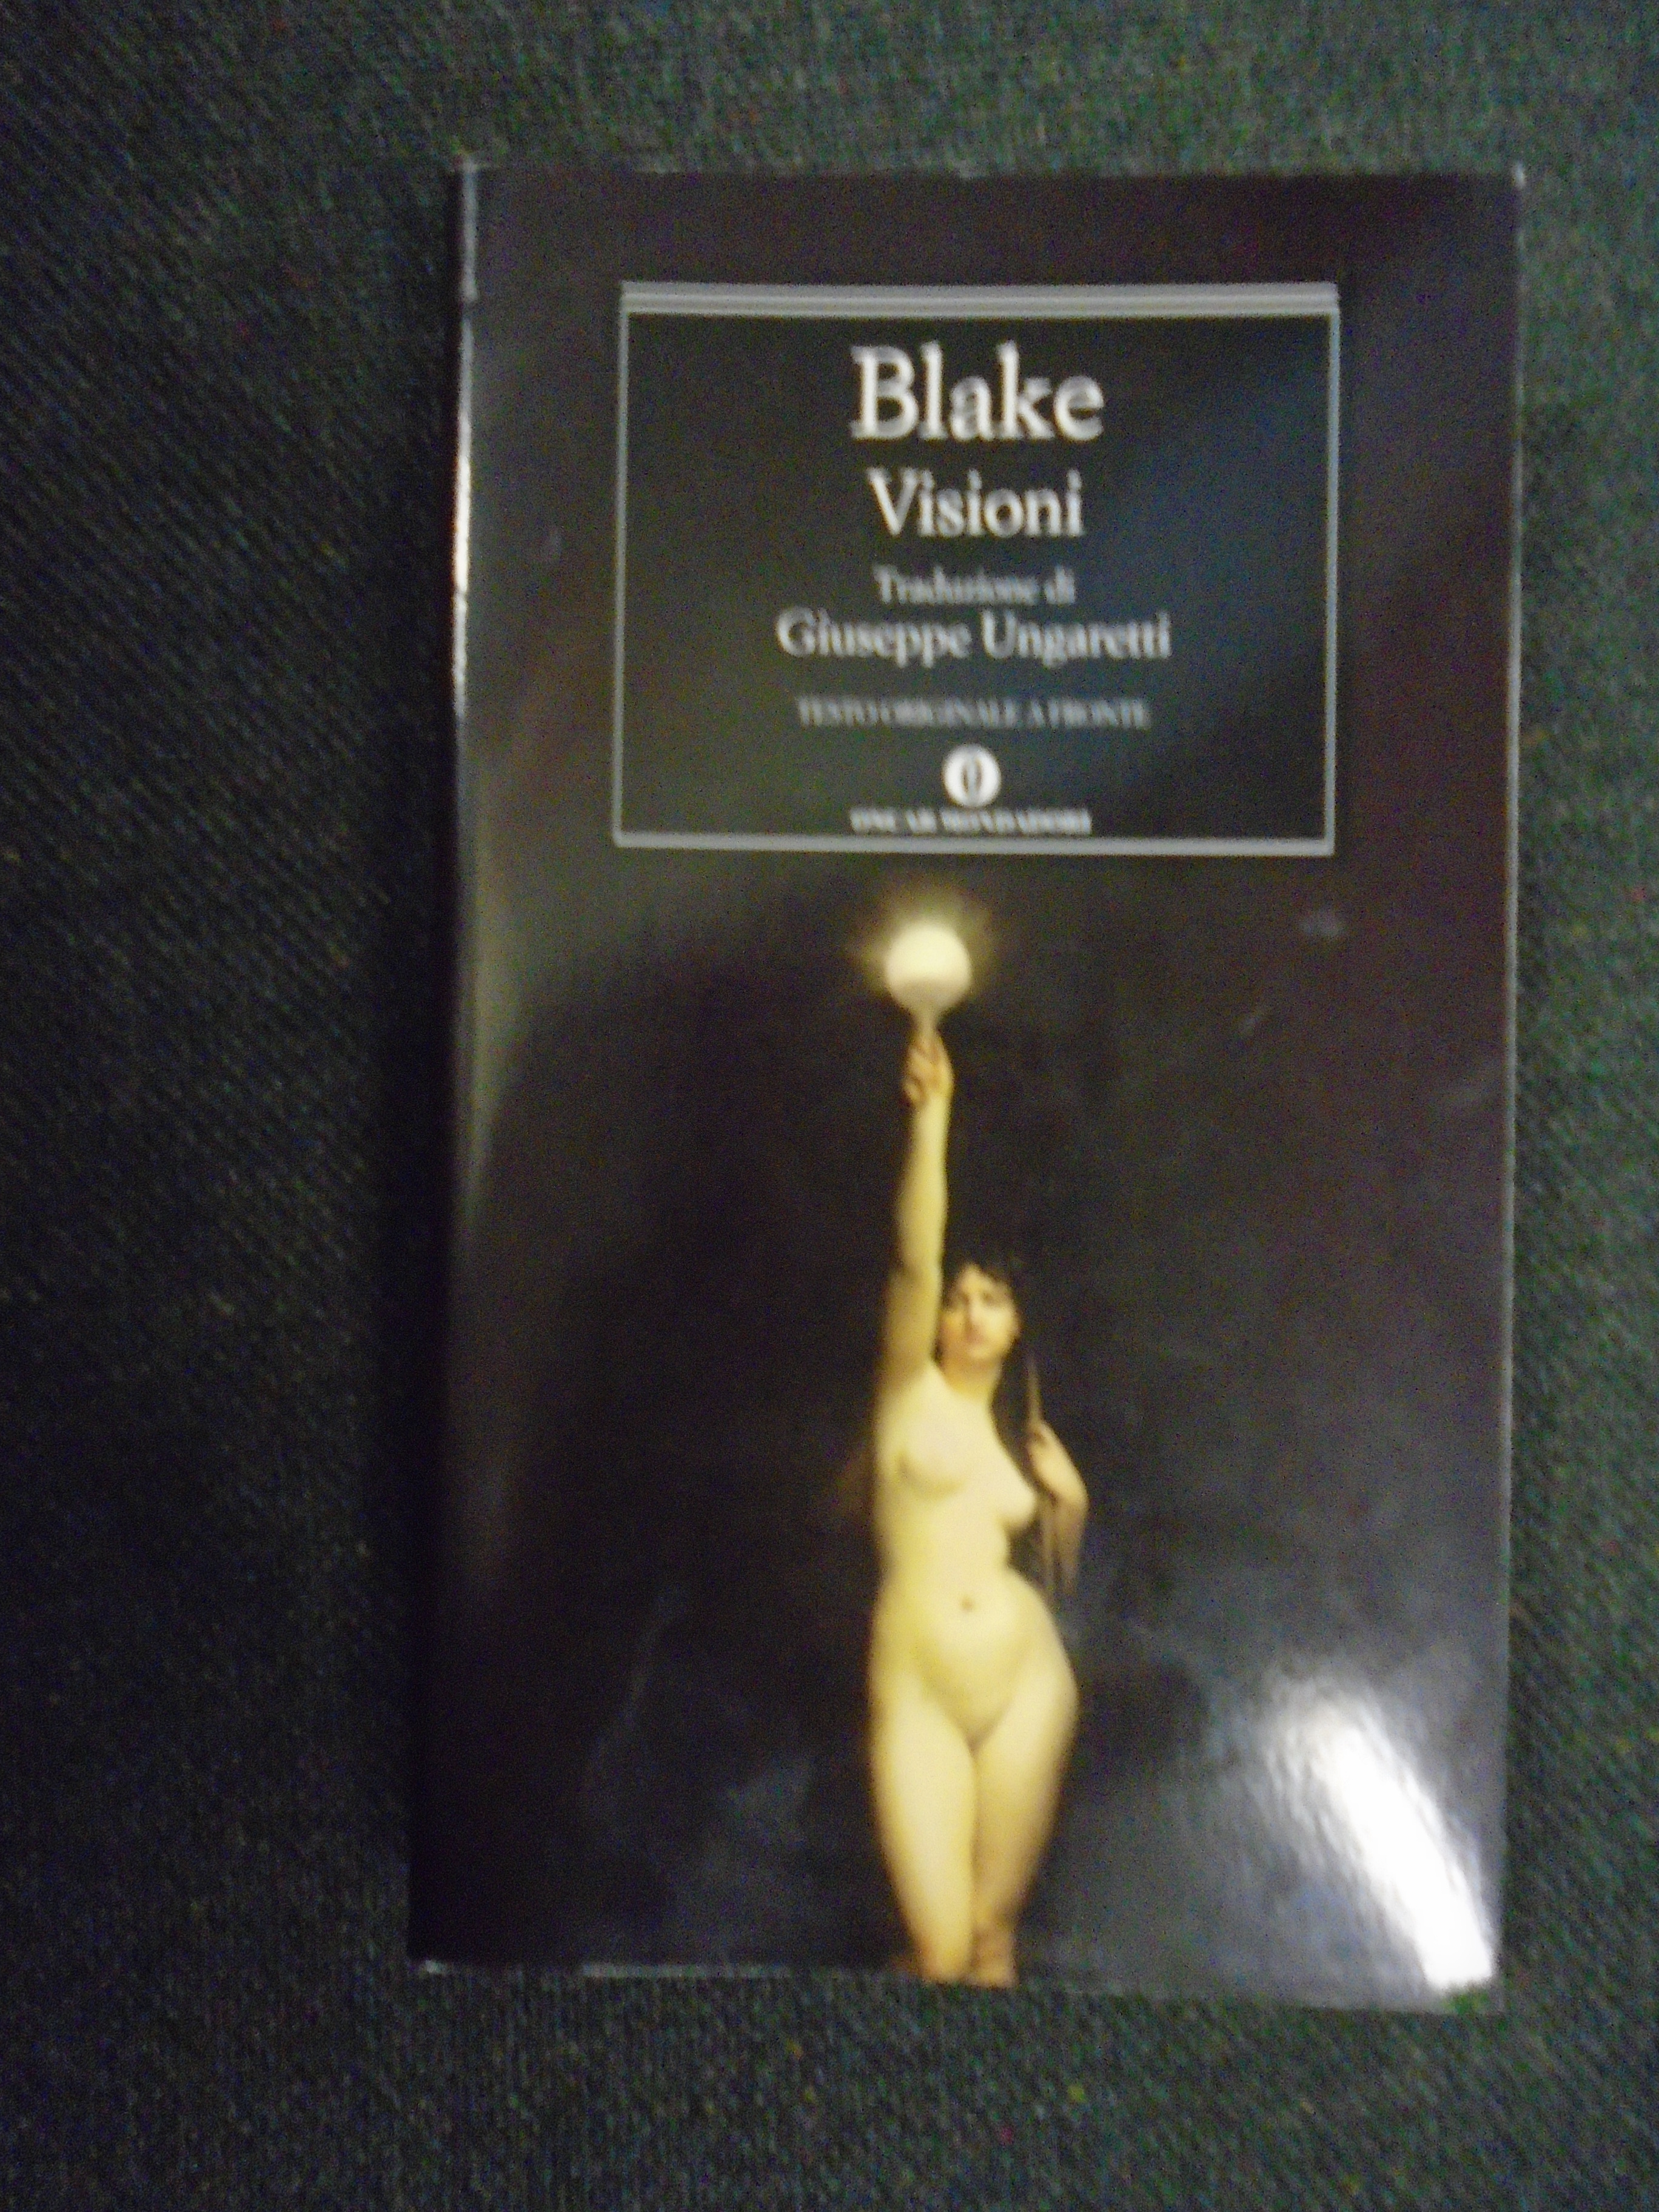 Blake
Visioni
Traduzione di
Giuseppe Ungaretti
TESTO ORIGINALE A FRONTE
OSCAR MONDADORI